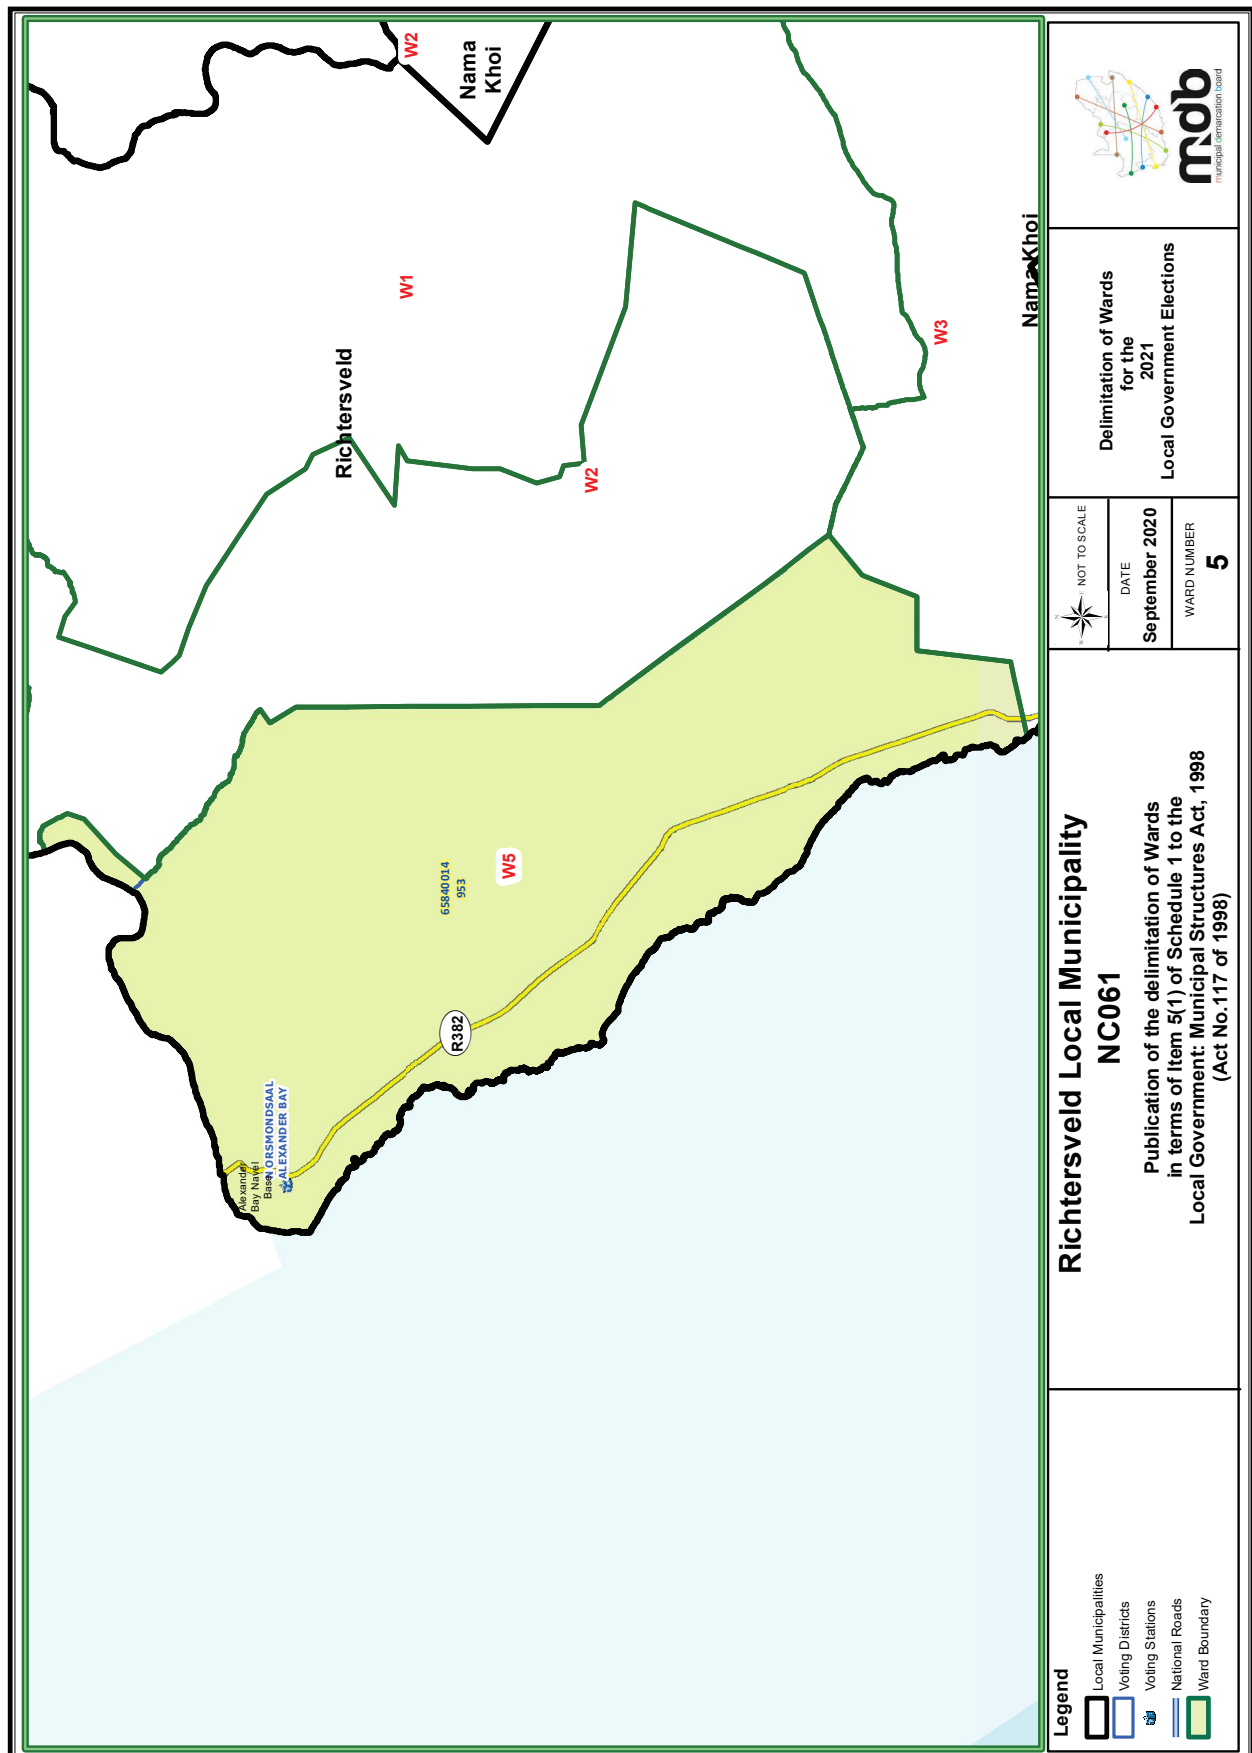 W2
Nama
Khoi
W1
Richtersveld
W2
W3
Nama Khoi
65840014
953
W5
R382
Alexander
Bay Navel
Base
N ORSMONDSAAL
ALEXANDER BAY
Legend
Local Municipalities
Voting Districts
Voting Stations
National Roads
Ward Boundary
Richtersveld Local Municipality
NC061
Publication of the delimitation of Wards
in terms of Item 5(1) of Schedule 1 to the
Local Government: Municipal Structures Act, 1998
(Act No.117 of 1998)
N
W E
S
NOT TO SCALE
DATE
September 2020
WARD NUMBER
5
Delimitation of Wards
for the
2021
Local Government Elections
mdb
municipal demarcation board